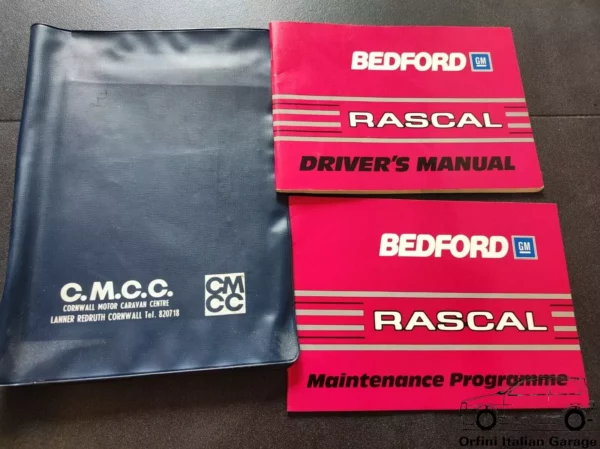 C.M.C.C.
CORNWALL MOTOR CARAVAN CENTRE
LANNER REDRUTH CORNWALL Tel. 820718
CM
CC
BEDFORD GM
RASCAL
DRIVER'S MANUAL
BEDFORD GM
RASCAL
Maintenance Programme
Orfini Italian Garage